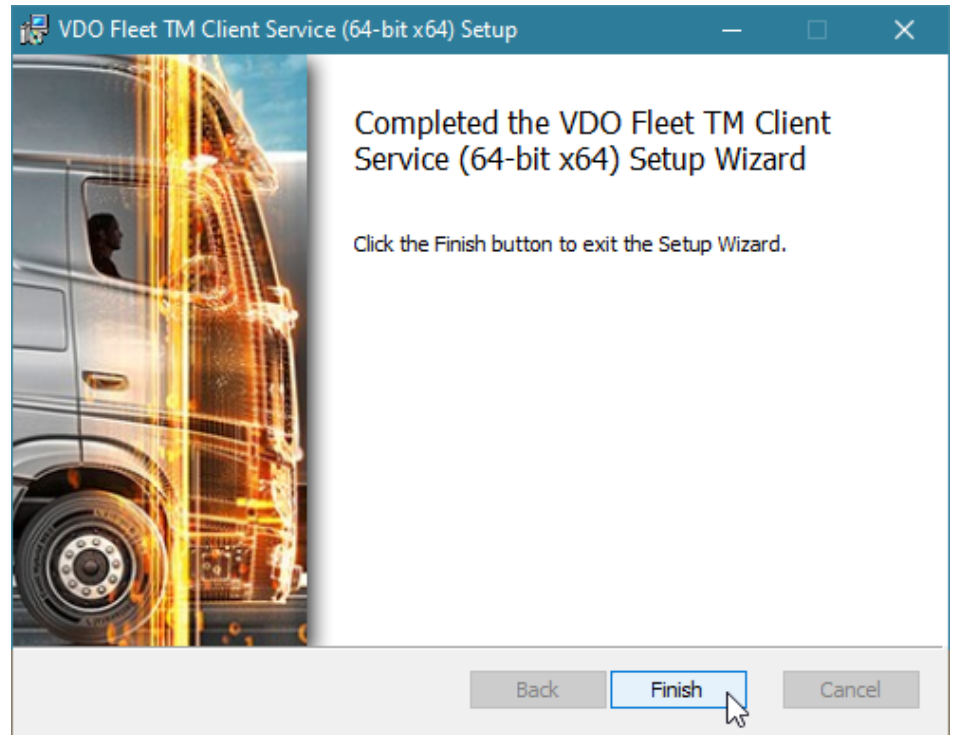 VDO Fleet TM Client Service (64-bit x64) Setup
Completed the VDO Fleet TM Client
Service (64-bit x64) Setup Wizard
Click the Finish button to exit the Setup Wizard.
Back
Finish
Cancel